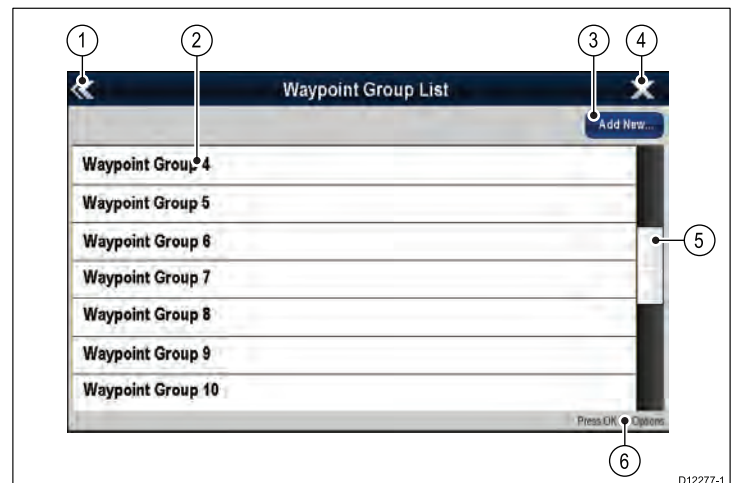 1 2 3 4
Waypoint Group List
Add New...
Waypoint Group 4
Waypoint Group 5
Waypoint Group 6
5
Waypoint Group 7
Waypoint Group 8
Waypoint Group 9
Waypoint Group 10
Press OK Options
6
D12277-1